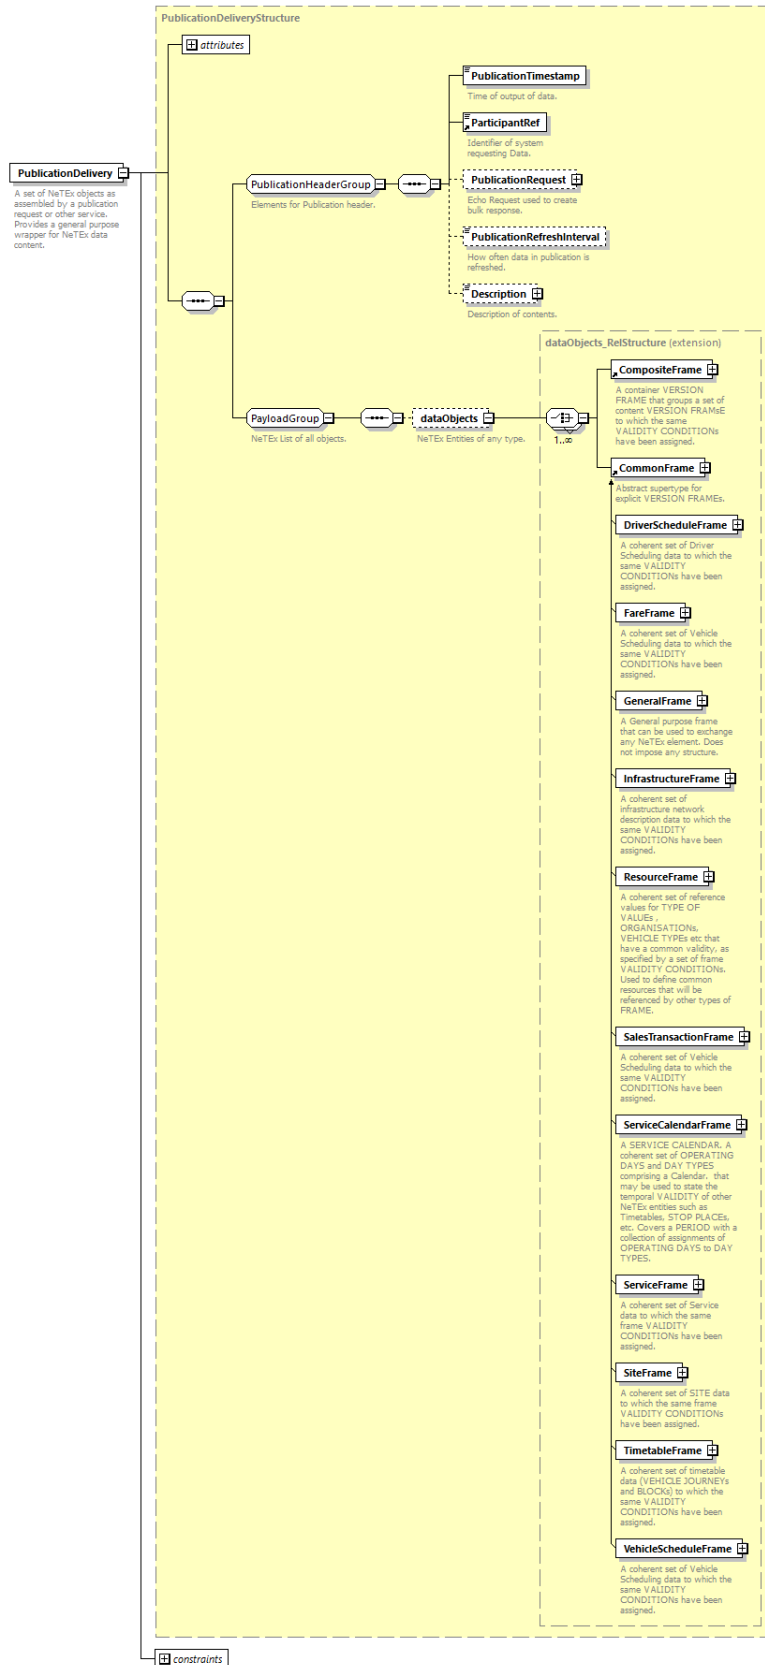 PublicationDeliveryStructure
attributes
PublicationDelivery
A set of NeTEx objects as
assembled by a publication
request or other service.
Provides a general purpose
wrapper for NeTEx data
content.
PublicationHeaderGroup
Elements for Publication header.
PublicationTimestamp
Time of output of data.
ParticipantRef
Identifier of system
requesting Data.
PublicationRequest
Echo Request used to create
bulk response.
PublicationRefreshInterval
How often data in publication is
refreshed.
Description
Description of contents.
PayloadGroup
NeTEx List of all objects.
dataObjects
NeTEx Entities of any type.
dataObjects_RelStructure (extension)
1..∞
CompositeFrame
A container VERSION
FRAME that groups a set of
content VERSION FRAMsE
to which the same
VALIDITY CONDITIONs
have been assigned.
CommonFrame
Abstract supertype for
explicit VERSION FRAMEs.
DriverScheduleFrame
A coherent set of Driver
Scheduling data to which the
same VALIDITY
CONDITIONs have been
assigned.
FareFrame
A coherent set of Vehicle
Scheduling data to which the
same VALIDITY
CONDITIONs have been
assigned.
GeneralFrame
A General purpose frame
that can be used to exchange
any NeTEx element. Does
not impose any structure.
InfrastructureFrame
A coherent set of
infrastructure network
description data to which the
same VALIDITY
CONDITIONs have been
assigned.
ResourceFrame
A coherent set of reference
values for TYPE OF
VALUEs ,
ORGANISATIONs,
VEHICLE TYPEs etc that
have a common validity, as
specified by a set of frame
VALIDITY CONDITIONs.
Used to define common
resources that will be
referenced by other types of
FRAME.
SalesTransactionFrame
A coherent set of Vehicle
Scheduling data to which the
same VALIDITY
CONDITIONs have been
assigned.
ServiceCalendarFrame
A SERVICE CALENDAR. A
coherent set of OPERATING
DAYS and DAY TYPES
comprising a Calendar. that
may be used to state the
temporal VALIDITY of other
NeTEx entities such as
Timetables, STOP PLACEs,
etc. Covers a PERIOD with a
collection of assignments of
OPERATING DAYS to DAY
TYPES.
ServiceFrame
A coherent set of Service
data to which the same
frame VALIDITY
CONDITIONs have been
assigned.
SiteFrame
A coherent set of SITE data
to which the same frame
VALIDITY CONDITIONs
have been assigned.
TimetableFrame
A coherent set of timetable
data (VEHICLE JOURNEYs
and BLOCKs) to which the
same VALIDITY
CONDITIONs have been
assigned.
VehicleScheduleFrame
A coherent set of Vehicle
Scheduling data to which the
same VALIDITY
CONDITIONs have been
assigned.
constraints